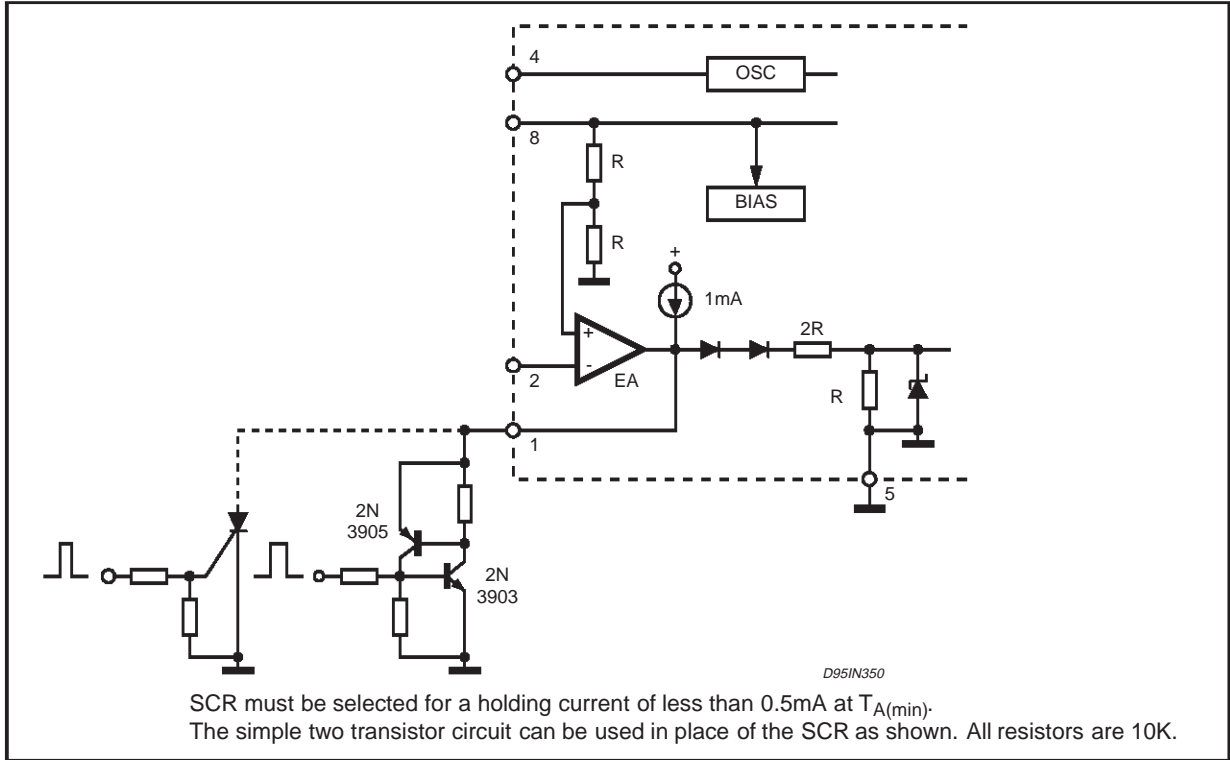 4
OSC
8
R
BIAS
R
+
1mA
2R
+
-
EA
2
R
1
5
2N
3905
2N
3903
D95IN350
SCR must be selected for a holding current of less than 0.5mA at TA(min).
The simple two transistor circuit can be used in place of the SCR as shown. All resistors are 10K.